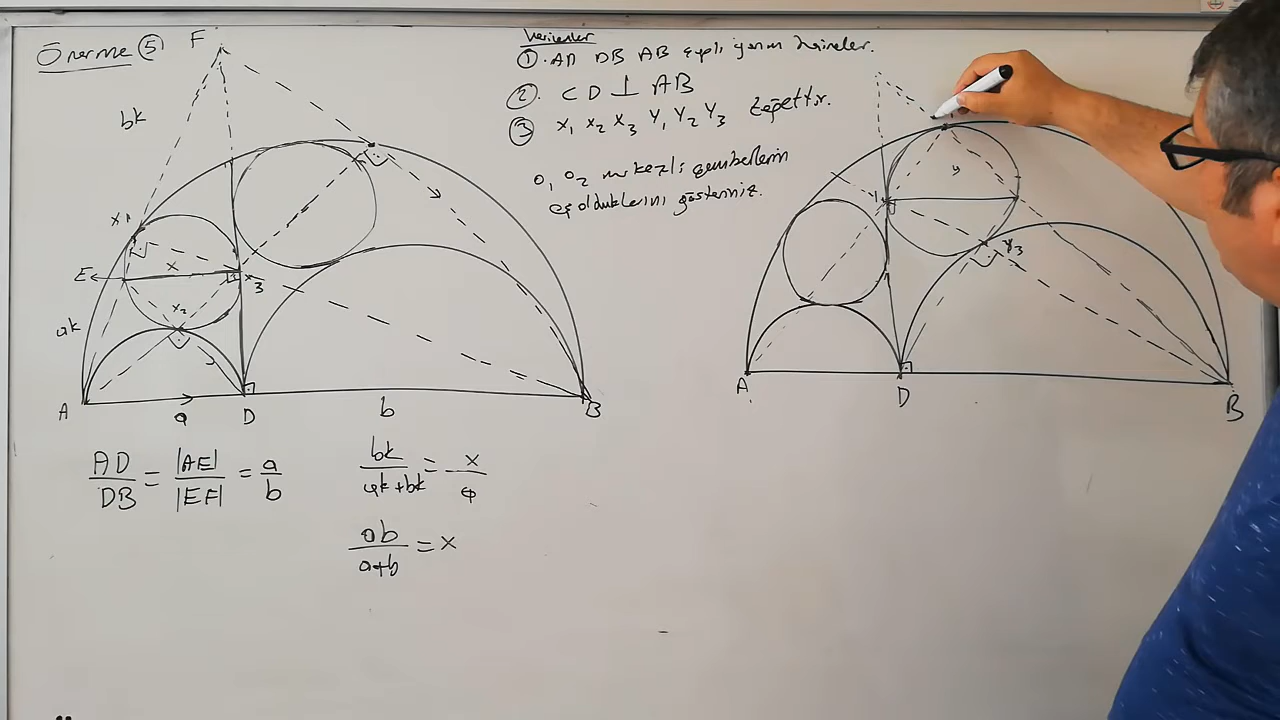 Önerme ⑤
Verilenler
①. AD DB AB çaplı yarım daireler.
②. CD ⊥ AB
③ X₁ X₂ X₃ Y₁ Y₂ Y₃ teğettir.
O₁ O₂ merkezli çemberlerin
eş olduklarını gösteriniz.
F
bk
X₁
E
X
X₂
X₃
ak
A
a
D
b
B
y
Y₃
A
D
B
AD/DB = |AE|/|EF| = a/b
bk/ak+bk = x/a
ab/a+b = x